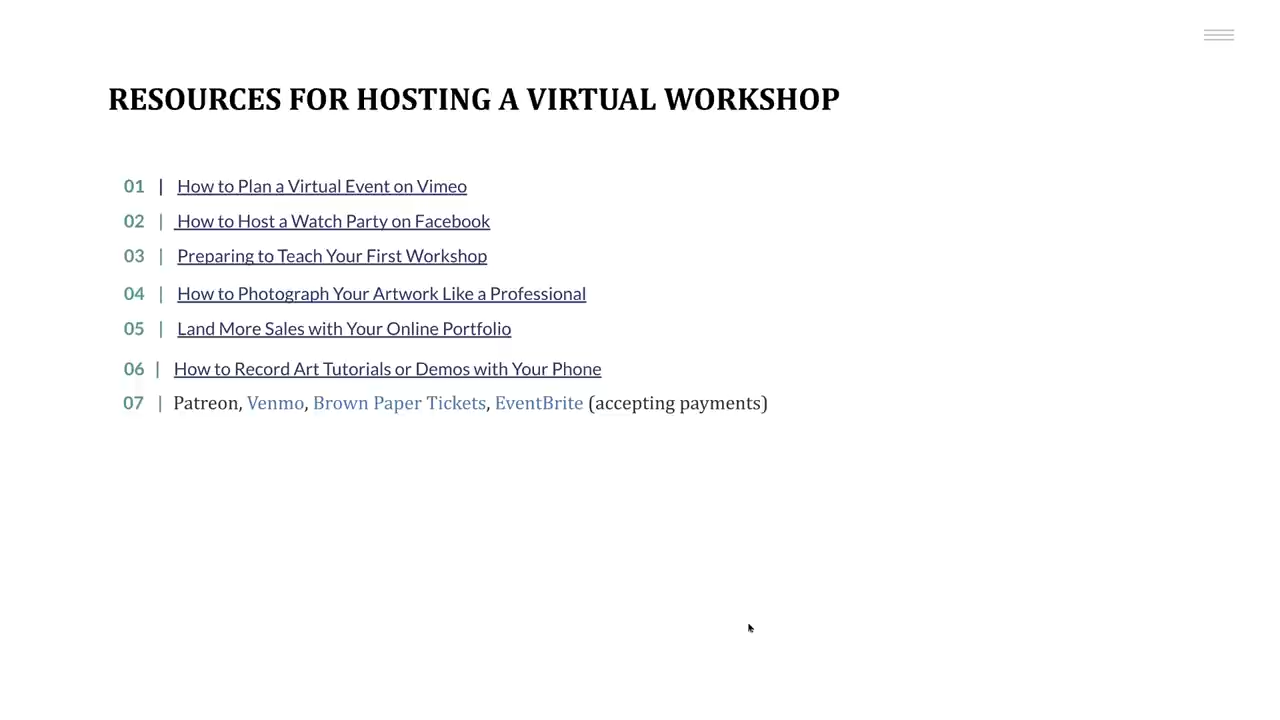 RESOURCES FOR HOSTING A VIRTUAL WORKSHOP
01 | How to Plan a Virtual Event on Vimeo
02 | How to Host a Watch Party on Facebook
03 | Preparing to Teach Your First Workshop
04 | How to Photograph Your Artwork Like a Professional
05 | Land More Sales with Your Online Portfolio
06 | How to Record Art Tutorials or Demos with Your Phone
07 | Patreon, Venmo, Brown Paper Tickets, EventBrite (accepting payments)